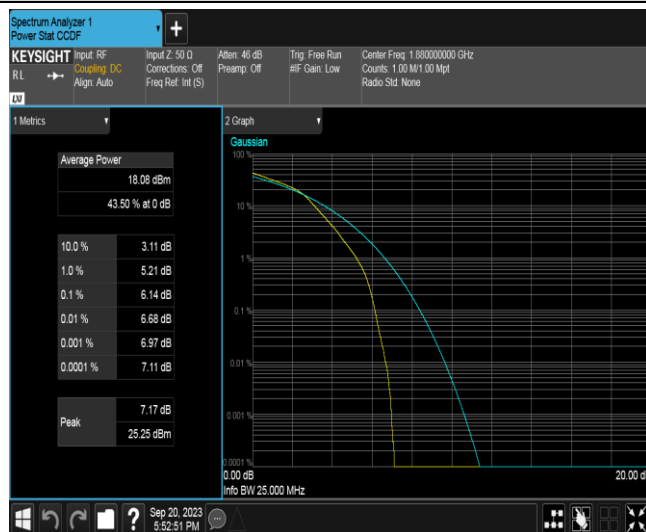 Spectrum Analyzer 1
Power Stat CCDF
+
KEYSIGHT
RL
LXI
Input: RF
Coupling: DC
Align: Auto
Input Z: 50 Ω
Corrections: Off
Freq Ref: Int (S)
Atten: 46 dB
Preamp: Off
Trig: Free Run
#IF Gain: Low
Center Freq: 1.880000000 GHz
Counts: 1.00 M/1.00 Mpt
Radio Std: None
1 Metrics
Average Power
18.08 dBm
43.50 % at 0 dB
10.0 % 3.11 dB
1.0 % 5.21 dB
0.1 % 6.14 dB
0.01 % 6.68 dB
0.001 % 6.97 dB
0.0001 % 7.11 dB
Peak
7.17 dB
25.25 dBm
2 Graph
Gaussian
100 %
10 %
1 %
0.1 %
0.01 %
0.001 %
0.0001 %
0.00 dB
20.00 d
Info BW 25.000 MHz
?
Sep 20, 2023
5:52:51 PM